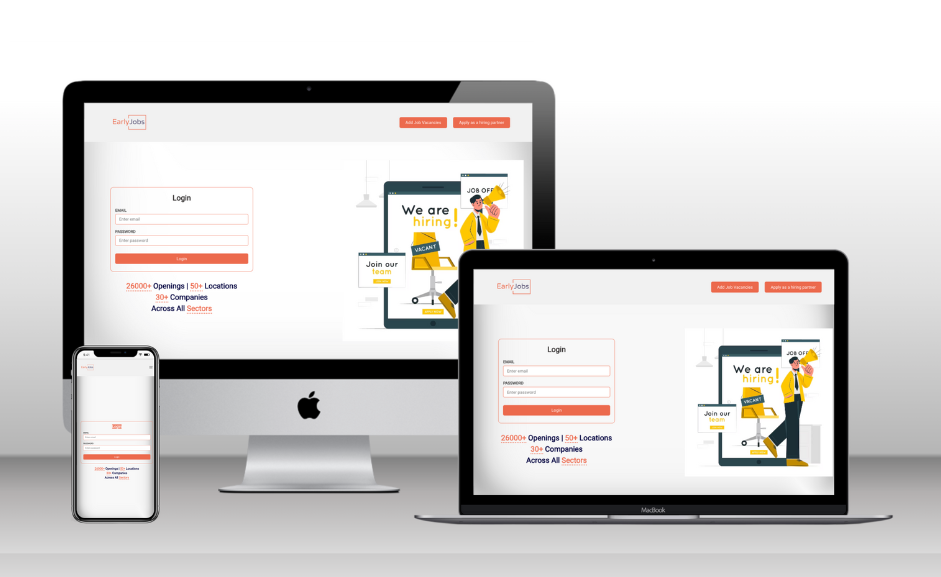 EarlyJobs
Add Job Vacancies
Apply as a hiring partner
Login
EMAIL
Enter email
PASSWORD
Enter password
Login
26000+ Openings | 50+ Locations
30+ Companies
Across All Sectors
JOB OFF
We are
hiring!
VACANT
Join our
team
EarlyJobs
Add Job Vacancies
Apply as a hiring partner
Login
EMAIL
Enter email
PASSWORD
Enter password
Login
26000+ Openings | 50+ Locations
30+ Companies
Across All Sectors
JOB OFF
We are
hiring!
VACANT
Join our
team
MacBook
Login
26000+ Openings | 50+ Locations
Companies
Across All Sectors